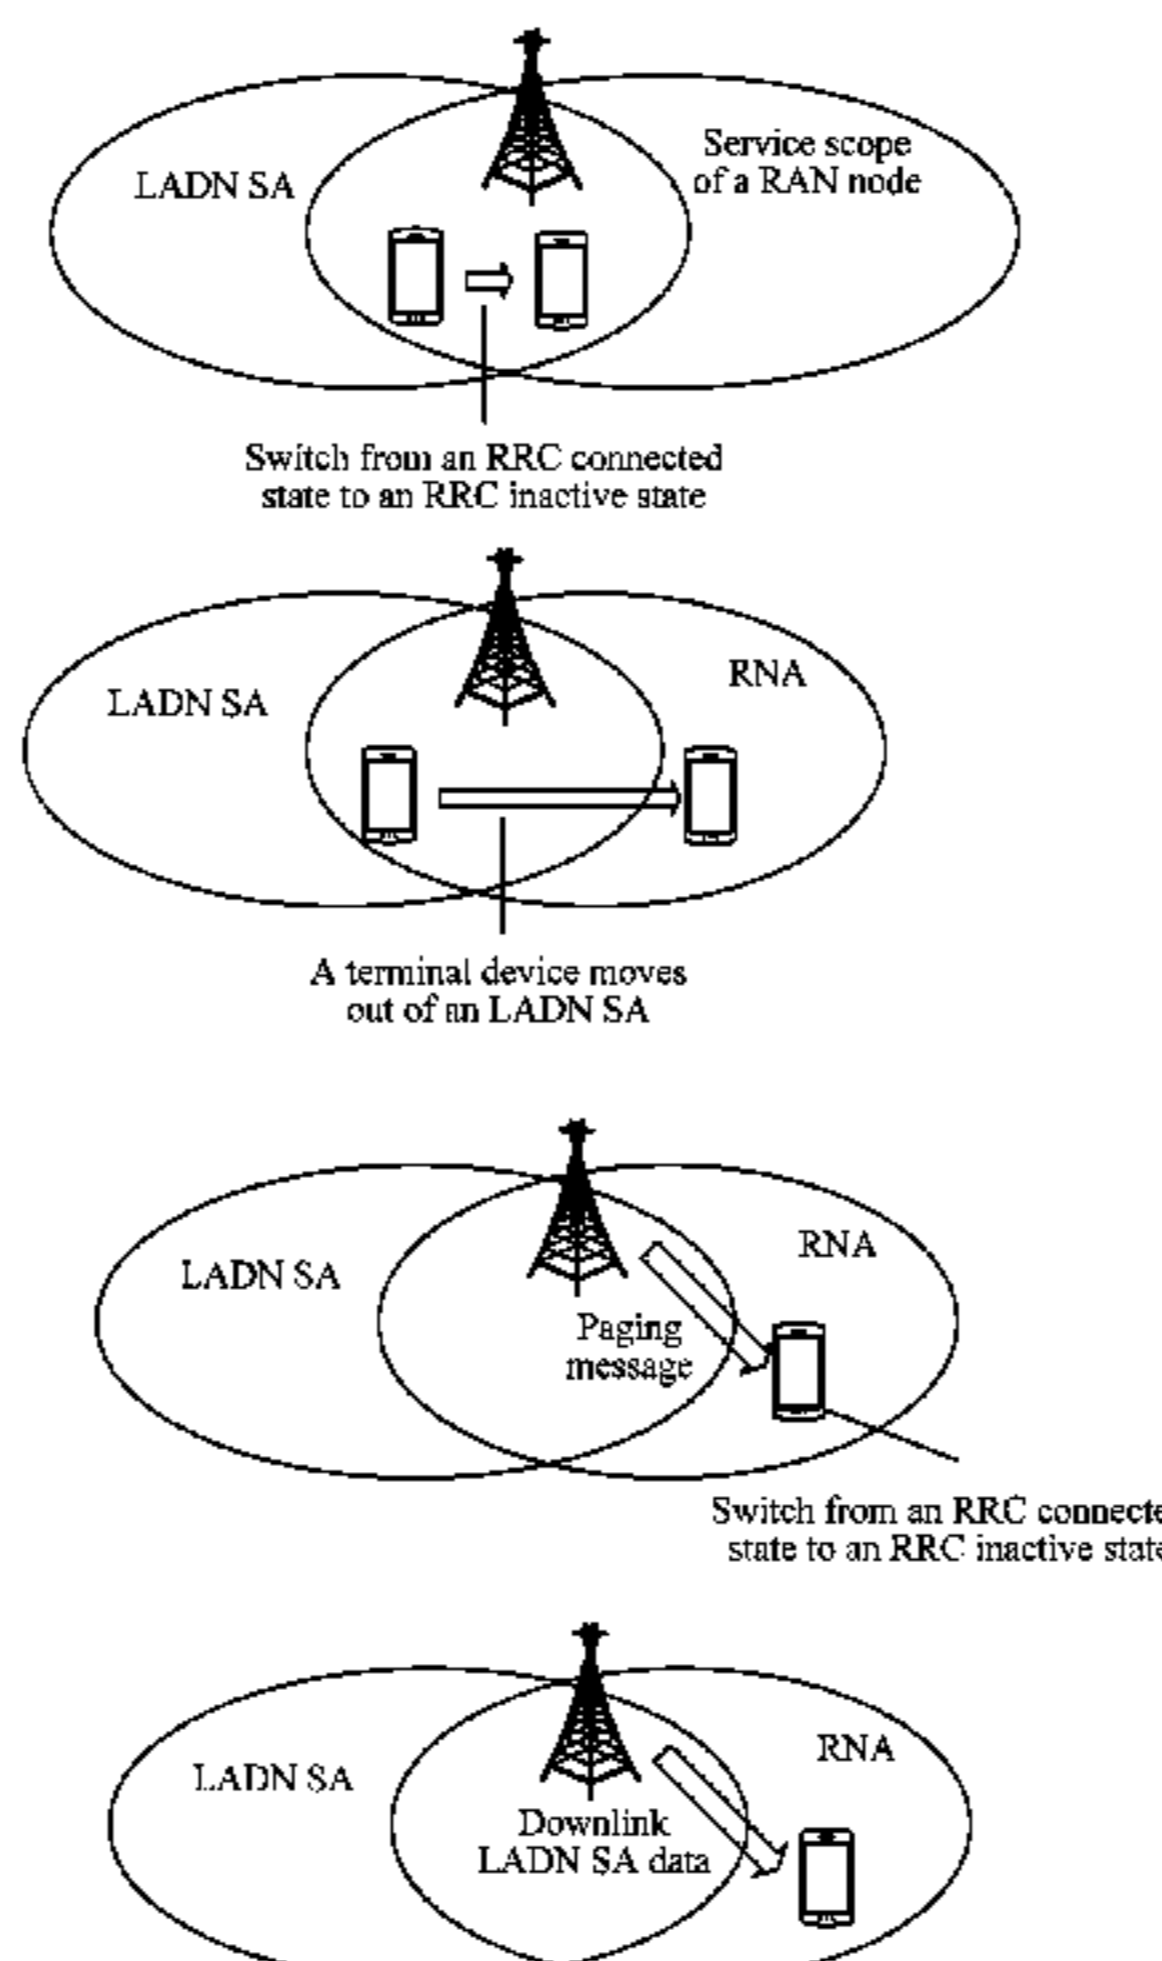 LADN SA
Service scope
of a RAN node
Switch from an RRC connected
state to an RRC inactive state
LADN SA
RNA
A terminal device moves
out of an LADN SA
LADN SA
RNA
Paging
message
Switch from an RRC connecte
state to an RRC inactive state
LADN SA
RNA
Downlink
LADN SA data